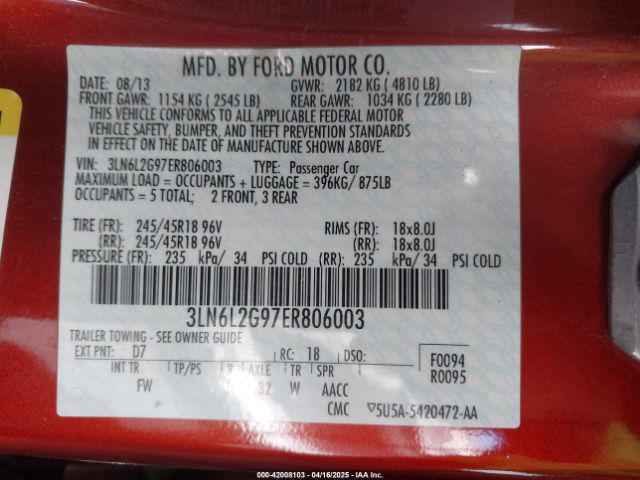 MFD. BY FORD MOTOR CO.
DATE: 08/13 GVWR: 2182 KG ( 4810 LB)
FRONT GAWR: 1154 KG ( 2545 LB) REAR GAWR: 1034 KG ( 2280 LB)
THIS VEHICLE CONFORMS TO ALL APPLICABLE FEDERAL MOTOR
VEHICLE SAFETY, BUMPER, AND THEFT PREVENTION STANDARDS
IN EFFECT ON THE DATE OF MANUFACTURE SHOWN ABOVE.
VIN: 3LN6L2G97ER806003 TYPE: Passenger Car
MAXIMUM LOAD = OCCUPANTS + LUGGAGE = 396KG/ 875LB
OCCUPANTS = 5 TOTAL; 2 FRONT, 3 REAR
TIRE (FR): 245/45R18 96V RIMS (FR): 18x8.0J
(RR): 245/45R18 96V (RR): 18x8.0J
PRESSURE (FR): 235 kPa/ 34 PSI COLD (RR): 235 kPa/ 34 PSI COLD
3LN6L2G97ER806003
TRAILER TOWING - SEE OWNER GUIDE
EXT PNT: D7 RC: 18 DSO: F0094
INT TR TP/PS R AXLE TR SPR R0095
FW 32 W AACC
CMC ▽5U5A-5420472-AA
000-42008103 - 04/16/2025 - IAAI.com